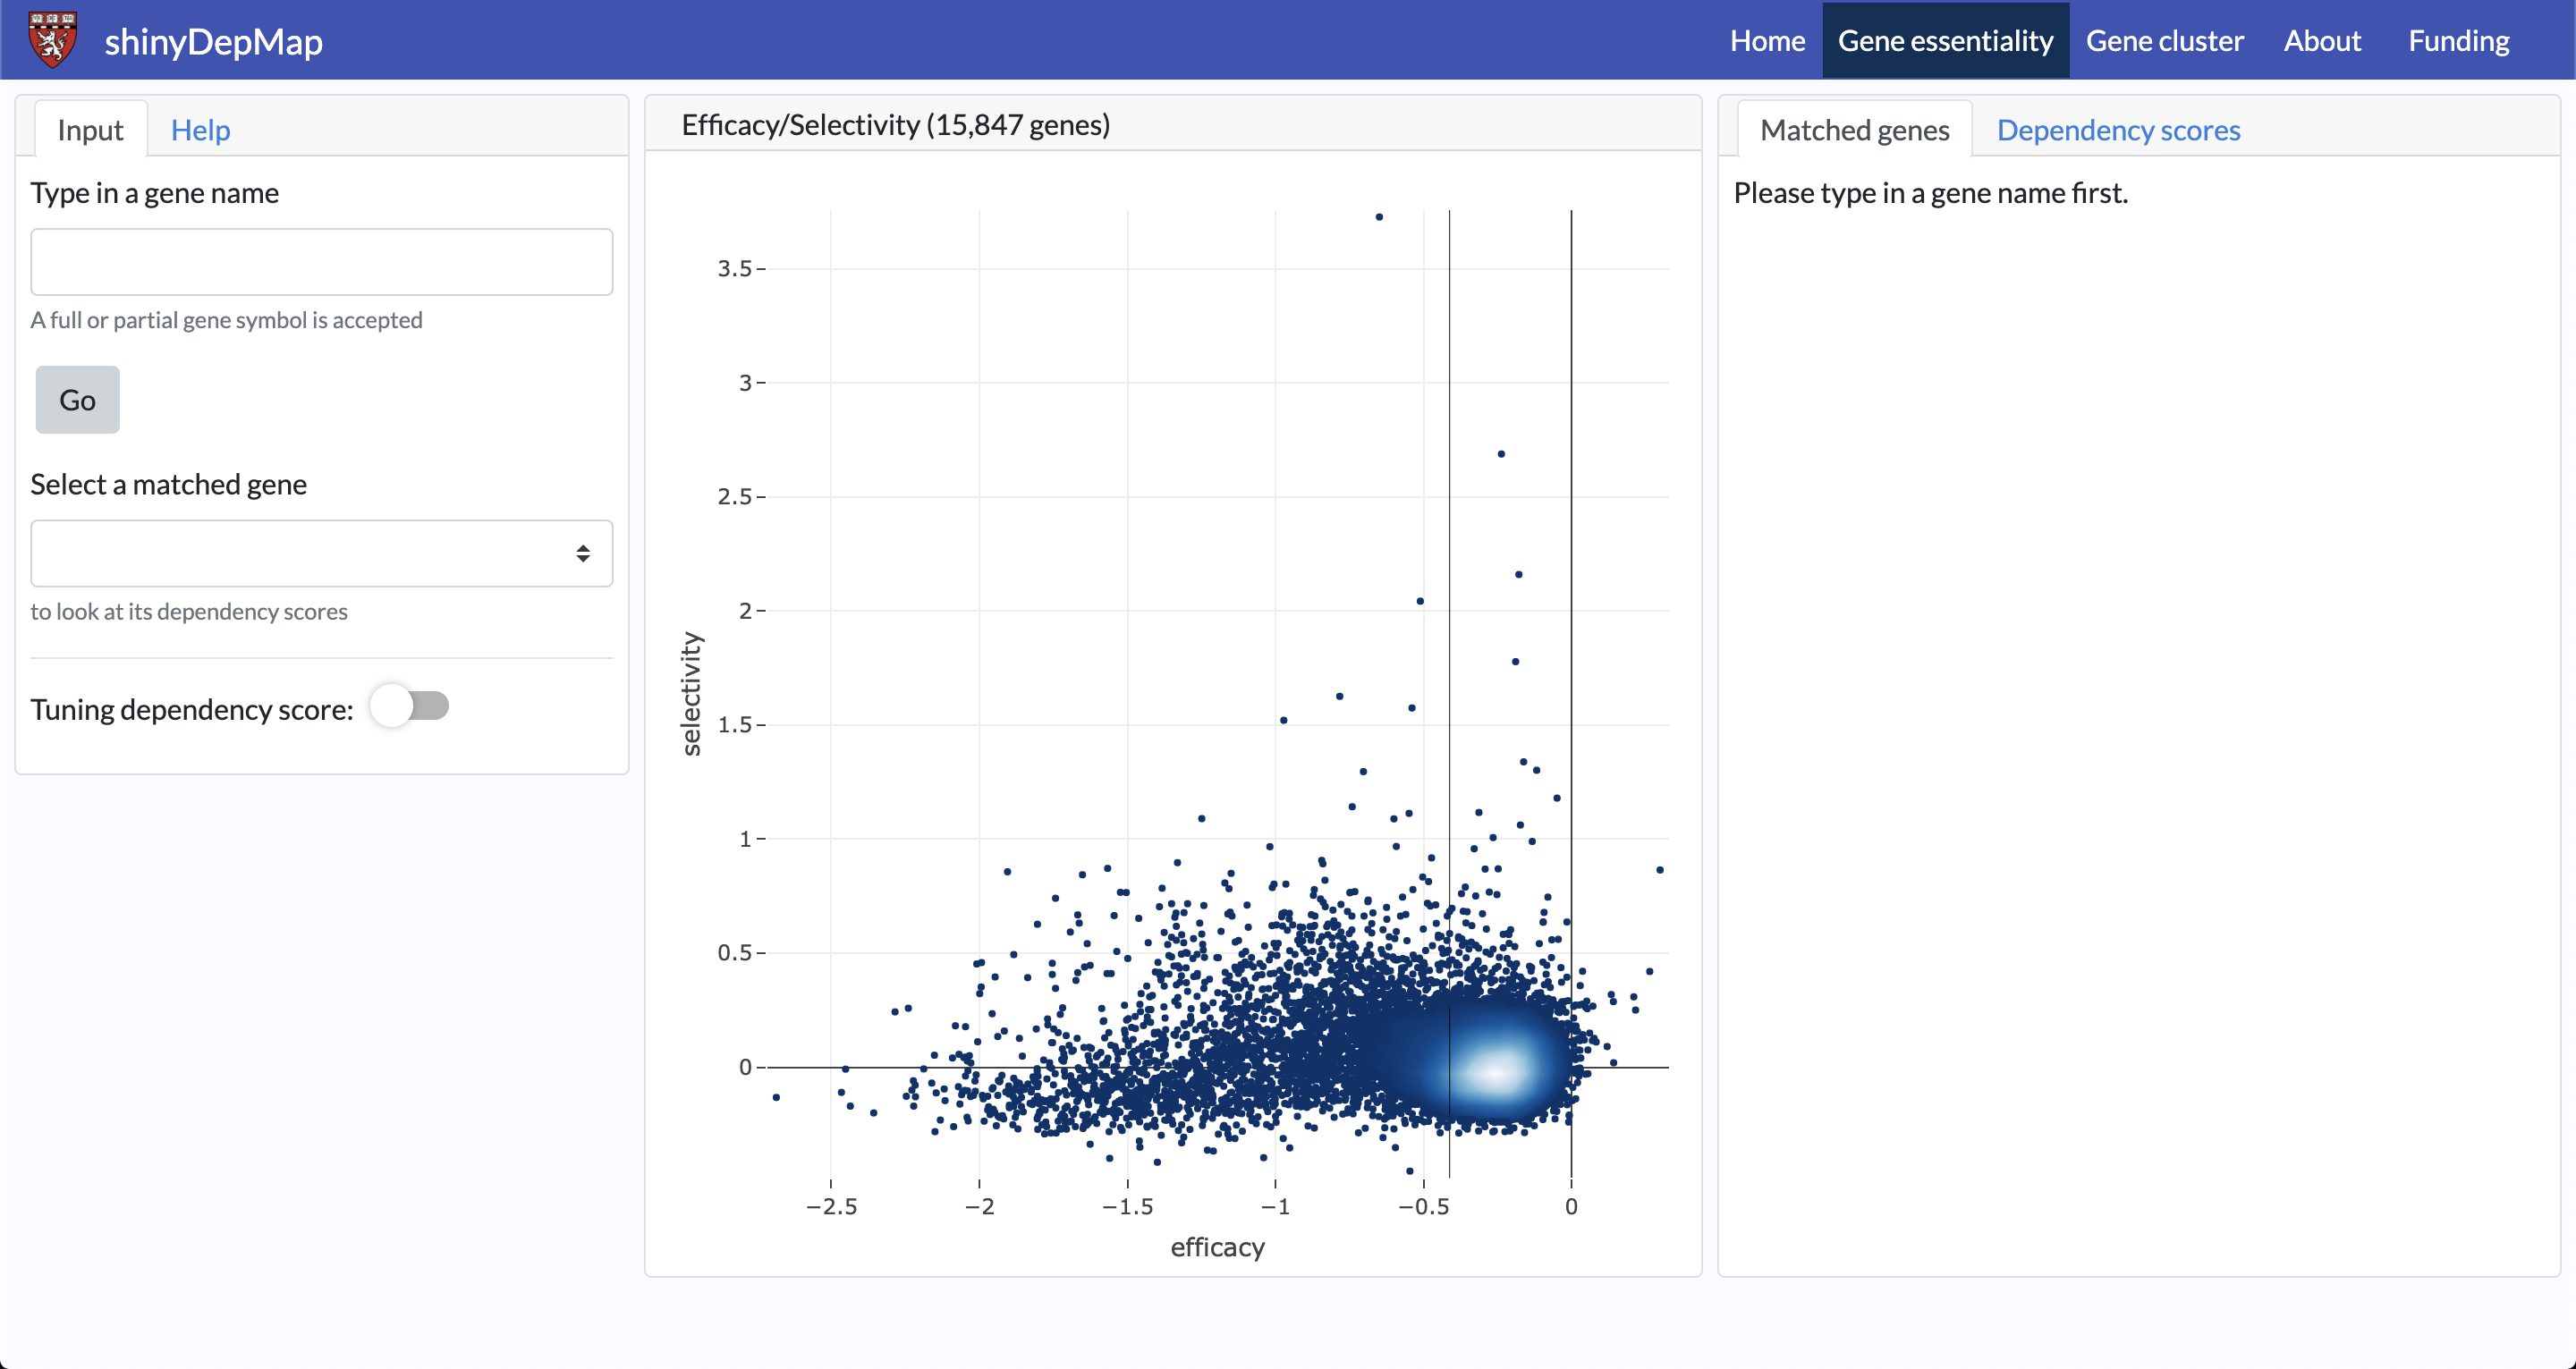 shinyDepMap
Home Gene essentiality Gene cluster About Funding
Input Help
Type in a gene name
A full or partial gene symbol is accepted
Go
Select a matched gene
to look at its dependency scores
Tuning dependency score:
Efficacy/Selectivity (15,847 genes)
selectivity
3.5
3
2.5
2
1.5
1
0.5
0
−2.5 −2 −1.5 −1 −0.5 0
efficacy
Matched genes Dependency scores
Please type in a gene name first.